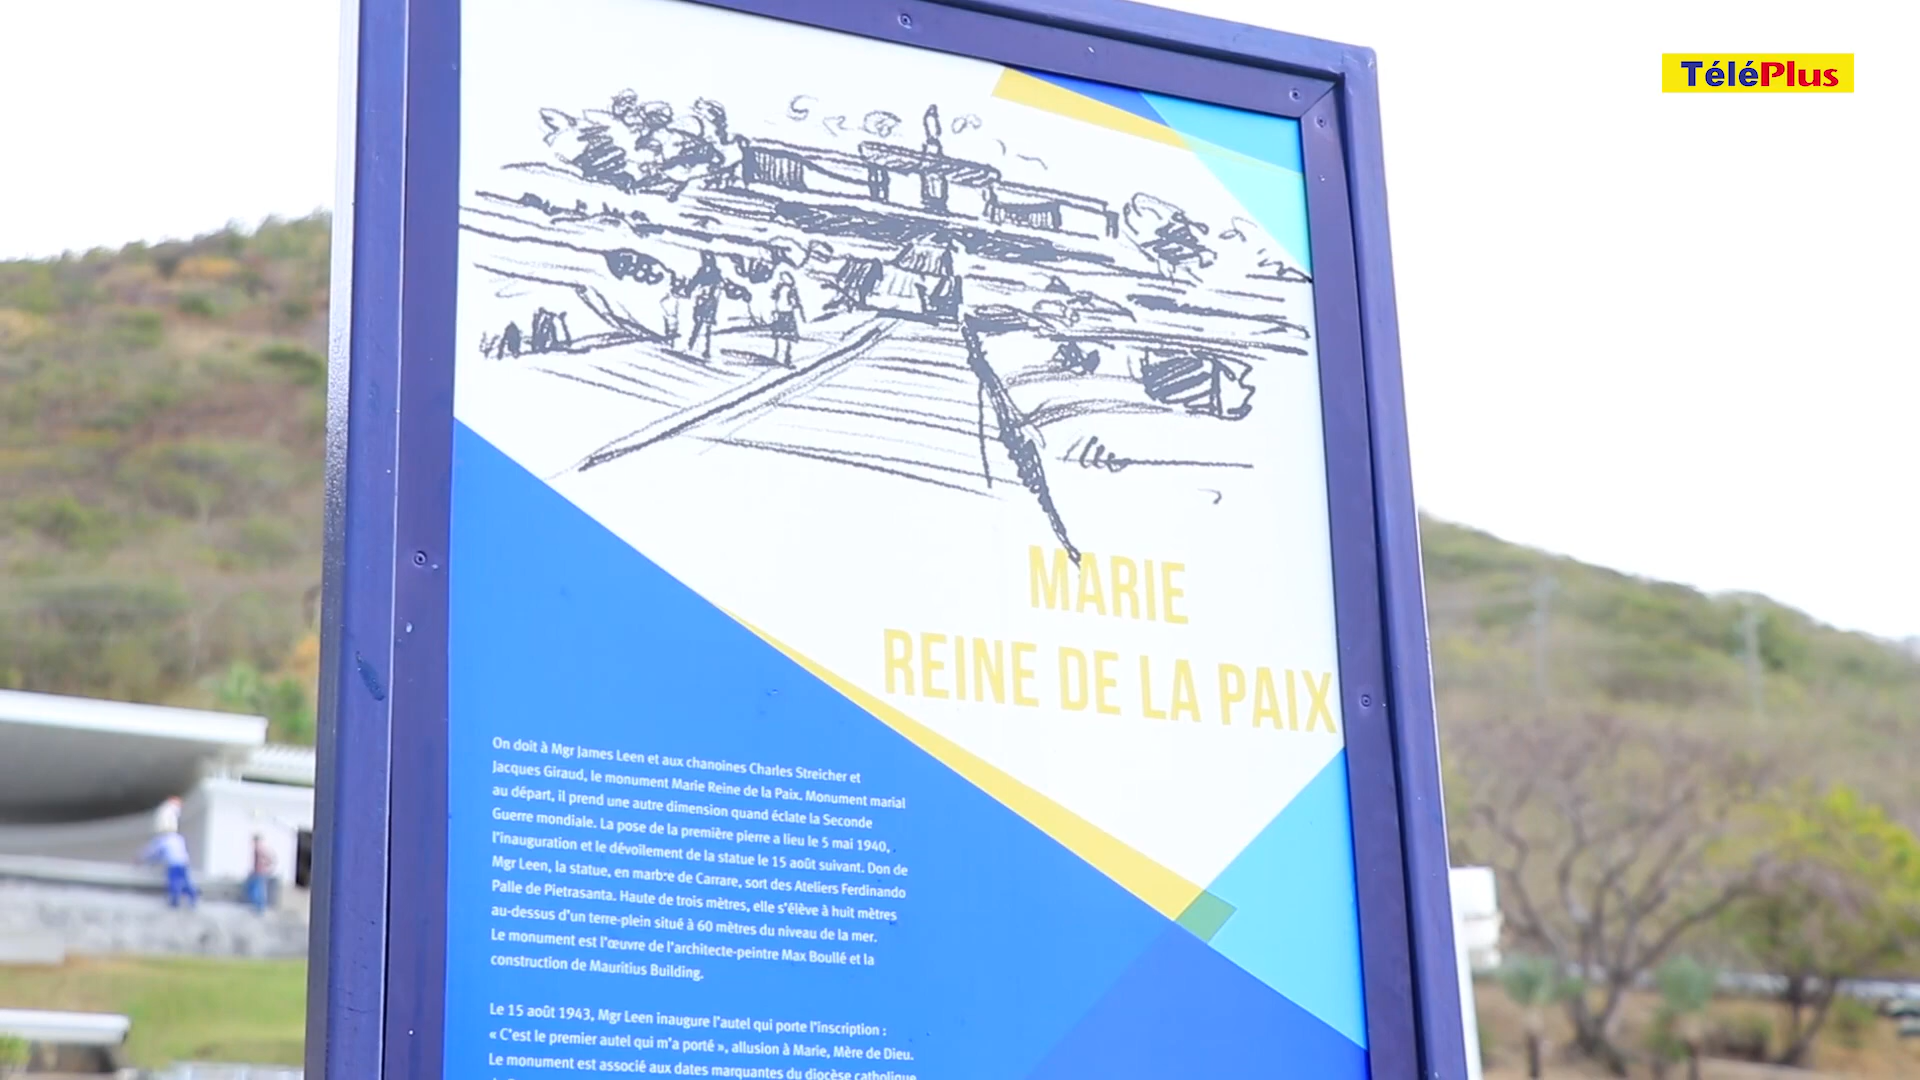 TéléPlus
MARIE
REINE DE LA PAIX
On doit à Mgr James Leen et aux chanoines Charles Streicher et
Jacques Giraud, le monument Marie Reine de la Paix. Monument marial
au départ, il prend une autre dimension quand éclate la Seconde
Guerre mondiale. La pose de la première pierre a lieu le 5 mai 1940,
l'inauguration et le dévoilement de la statue le 15 août suivant. Don de
Mgr Leen, la statue, en marbre de Carrare, sort des Ateliers Ferdinando
Palle de Pietrasanta. Haute de trois mètres, elle s'élève à huit mètres
au-dessus d'un terre-plein situé à 60 mètres du niveau de la mer.
Le monument est l'œuvre de l'architecte-peintre Max Boullé et la
construction de Mauritius Building.
Le 15 août 1943, Mgr Leen inaugure l'autel qui porte l'inscription :
« C'est le premier autel qui m'a porté », allusion à Marie, Mère de Dieu.
Le monument est associé aux dates marquantes du diocèse catholique